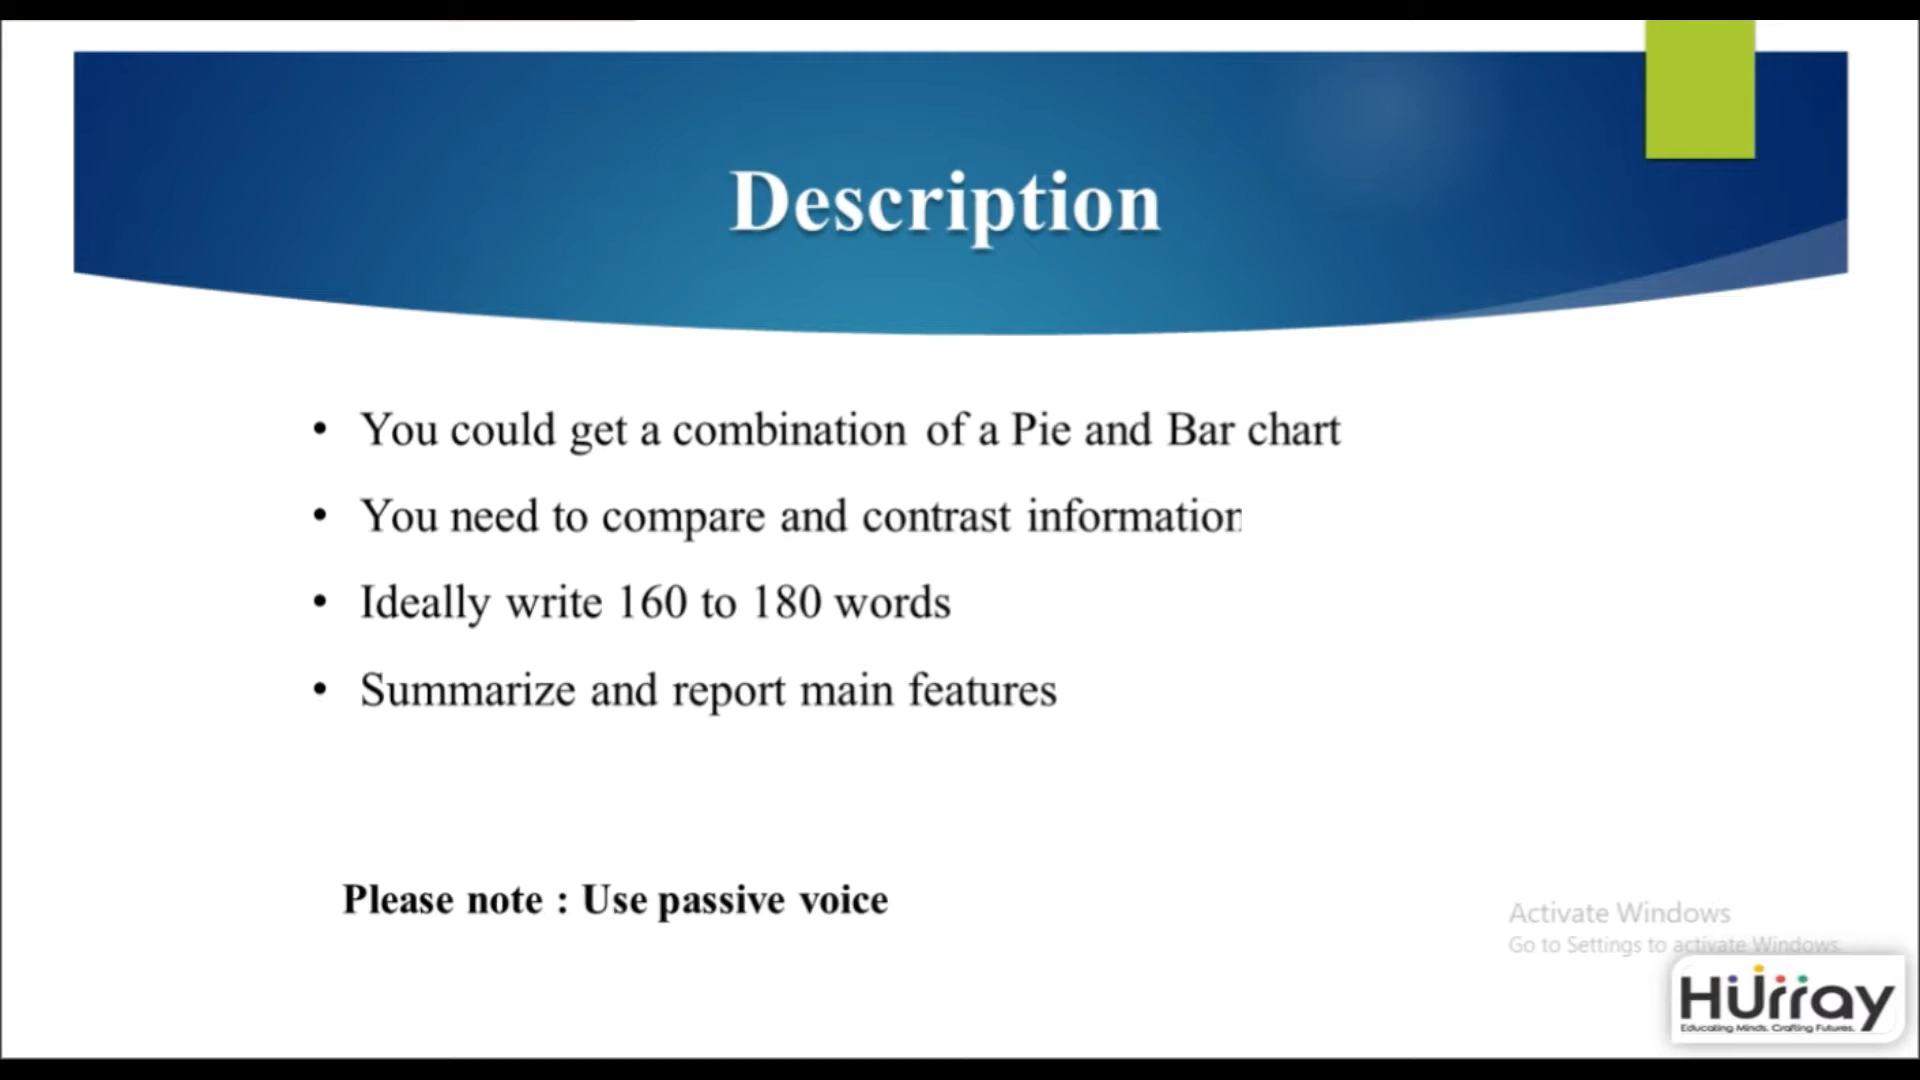 Description
• You could get a combination of a Pie and Bar chart
• You need to compare and contrast information
• Ideally write 160 to 180 words
• Summarize and report main features
Please note : Use passive voice
Activate Windows
Go to Settings to activate Windows.
Hurray
Educating Minds. Crafting Futures.